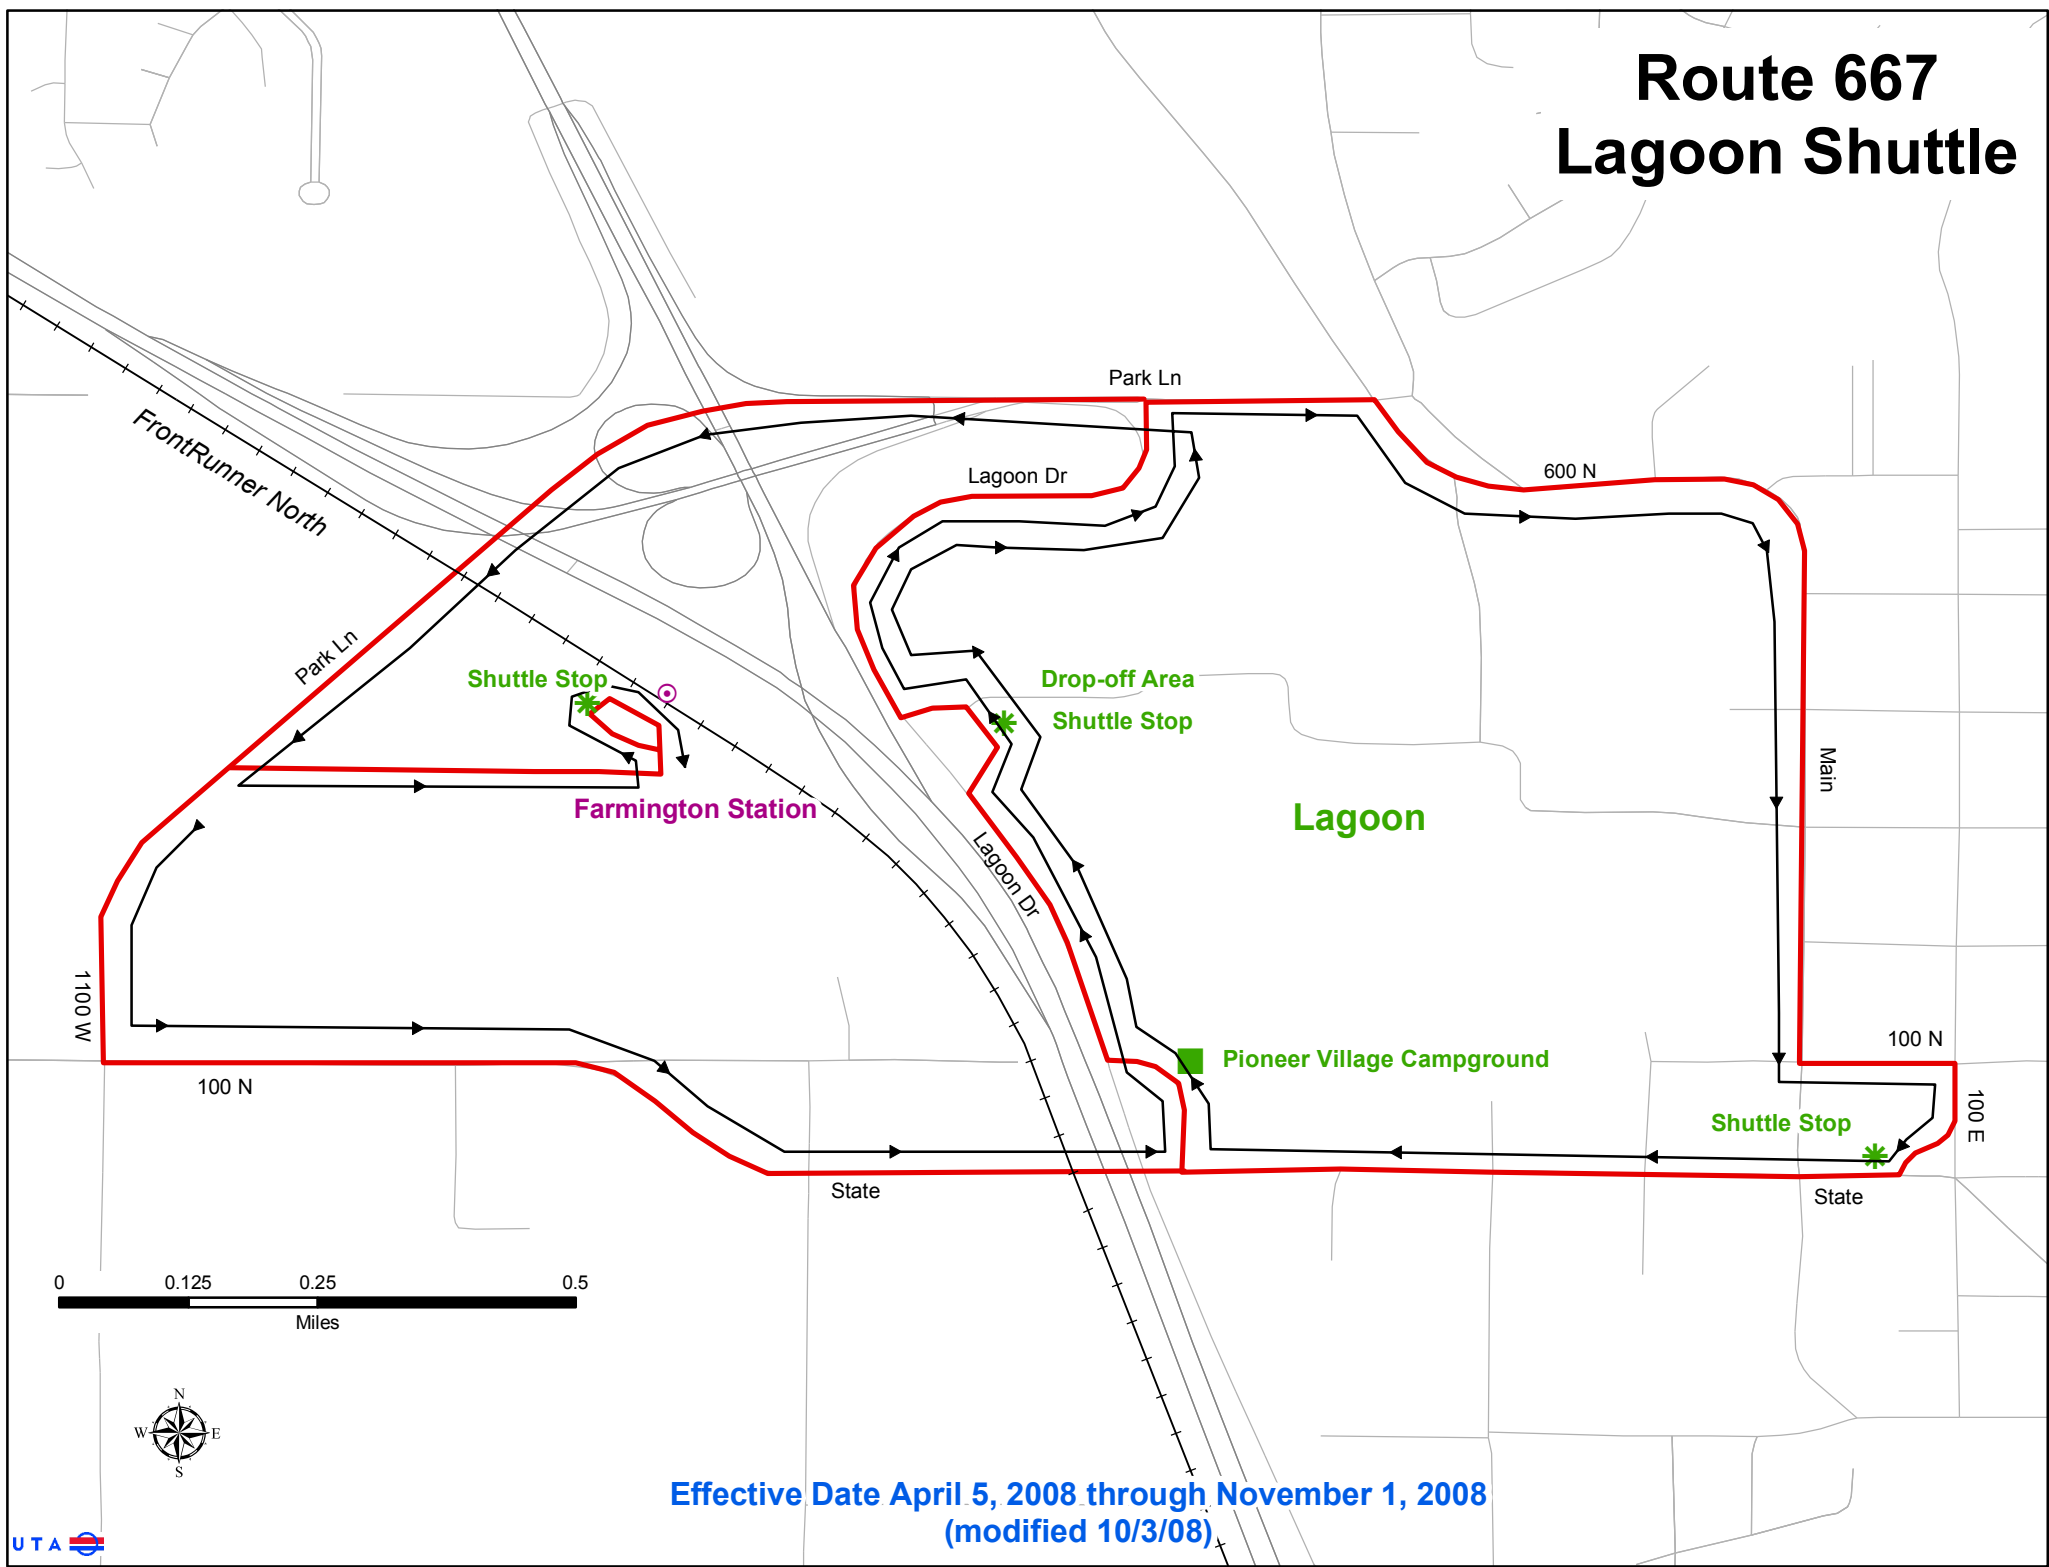 Route 667
Lagoon Shuttle
Park Ln
FrontRunner North
Lagoon Dr
600 N
Park Ln
Shuttle Stop
Drop-off Area
Shuttle Stop
Main
Farmington Station
Lagoon
Lagoon Dr
1100 W
100 N
Pioneer Village Campground
100 N
100 E
Shuttle Stop
State
State
0 0.125 0.25 0.5
Miles
N
W E
S
Effective Date April 5, 2008 through November 1, 2008
(modified 10/3/08)
UTA